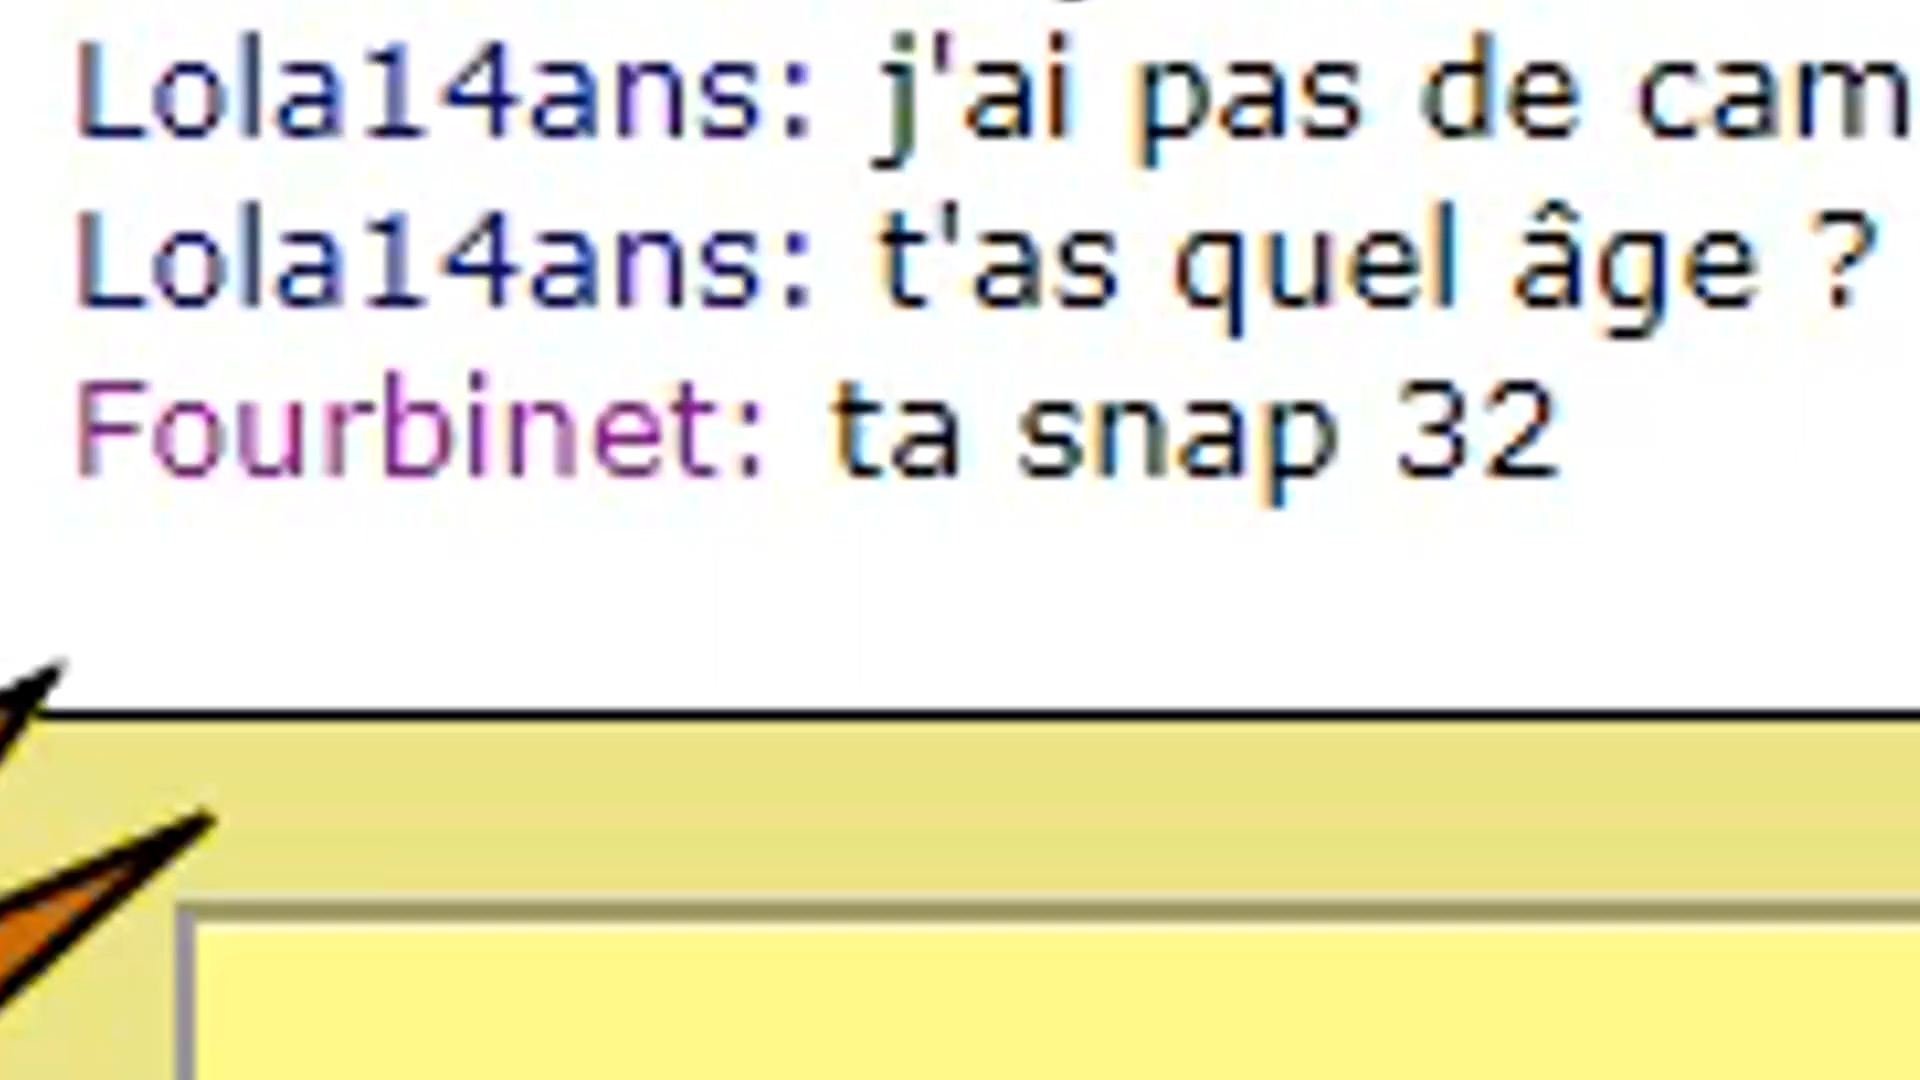 Lola14ans: j'ai pas de cam
Lola14ans: t'as quel âge ?
Fourbinet: ta snap 32